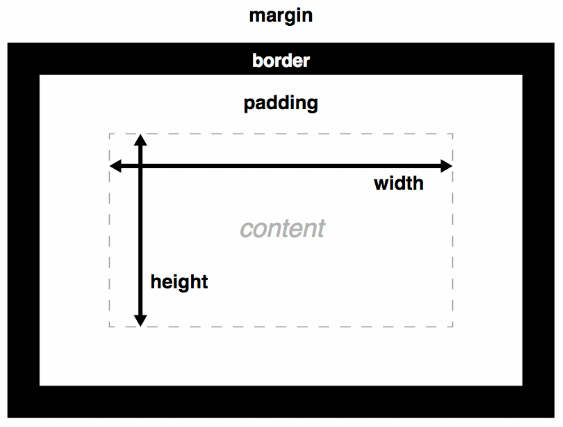 margin
border
padding
width
content
height